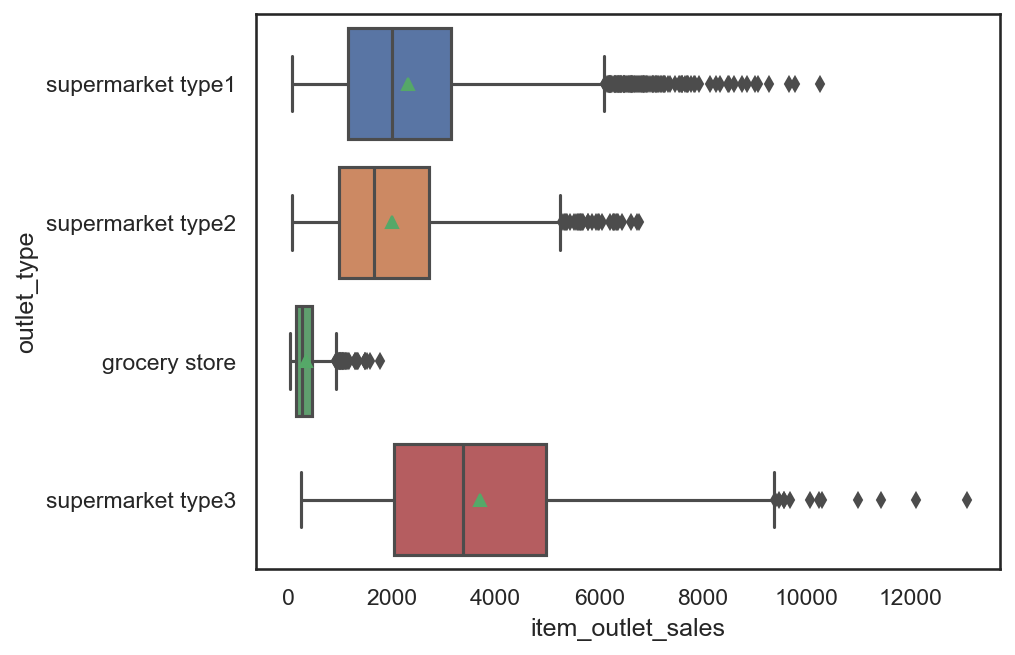 supermarket type1
supermarket type2
grocery store
supermarket type3
outlet_type
0 2000 4000 6000 8000 10000 12000
item_outlet_sales